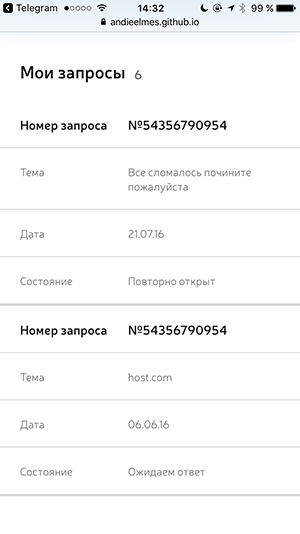 Telegram 14:32 99 %
andieelmes.github.io
Мои запросы 6
Номер запроса №54356790954
Тема Все сломалось почините
пожалуйста
Дата 21.07.16
Состояние Повторно открыт
Номер запроса №54356790954
Тема host.com
Дата 06.06.16
Состояние Ожидаем ответ